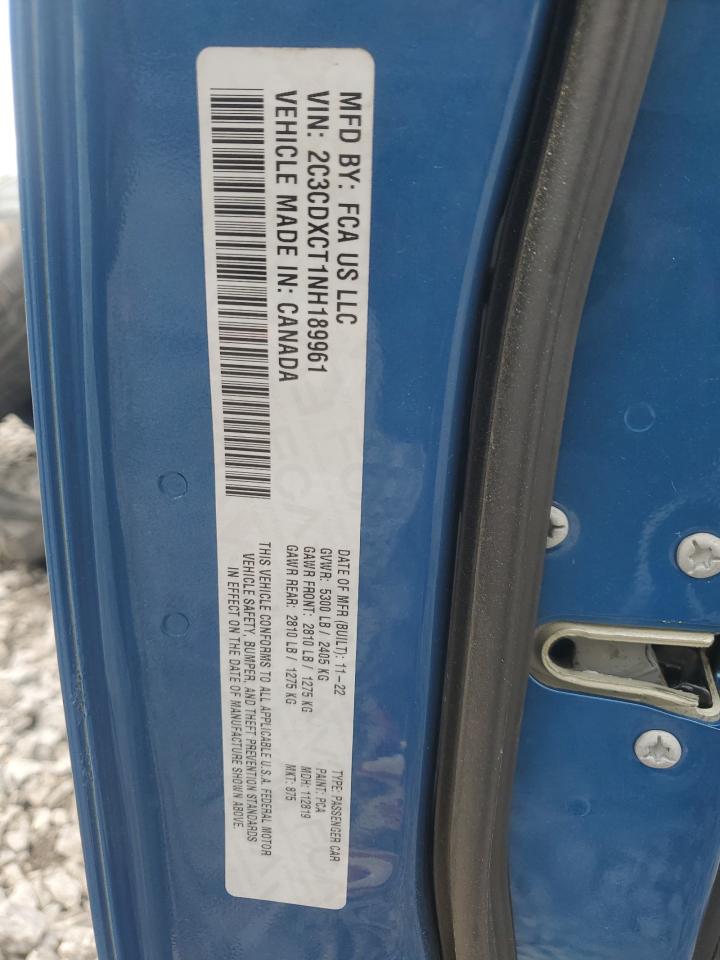 MFD BY: FCA US LLC
VIN: 2C3CDXCT1NH189961
VEHICLE MADE IN: CANADA
DATE OF MFR (BUILT): 11-22
GVWR: 5300 LB / 2405 KG
GAWR FRONT: 2810 LB / 1275 KG
GAWR REAR: 2810 LB / 1275 KG
TYPE: PASSENGER CAR
PAINT: PCA
MDH: 112819
MKT: 875
THIS VEHICLE CONFORMS TO ALL APPLICABLE U.S.A. FEDERAL MOTOR
VEHICLE SAFETY, BUMPER, AND THEFT PREVENTION STANDARDS
IN EFFECT ON THE DATE OF MANUFACTURE SHOWN ABOVE.